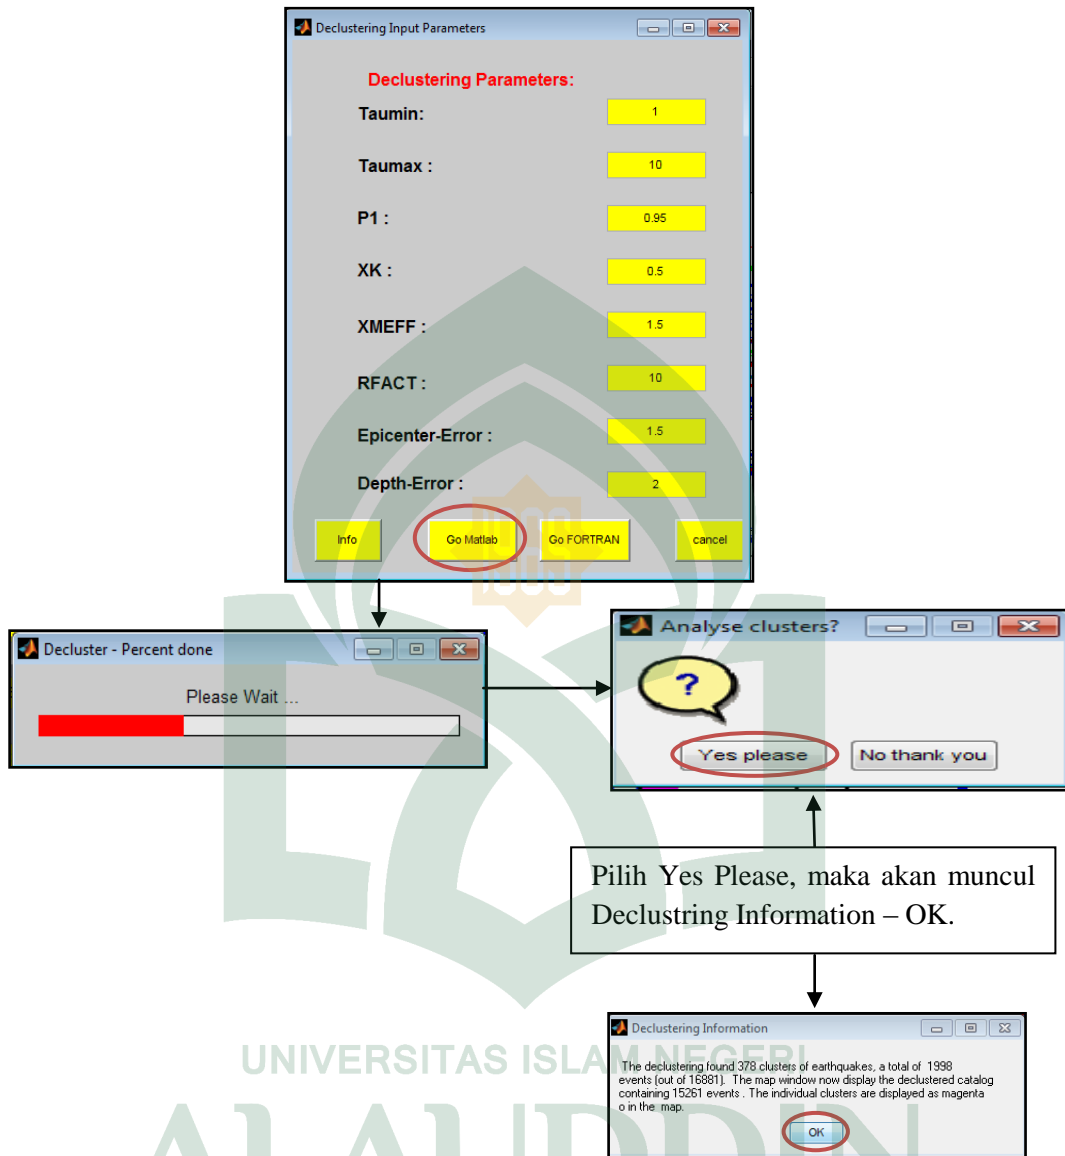 Declustering Input Parameters
Declustering Parameters:
Taumin: 1
Taumax : 10
P1 : 0.95
XK : 0.5
XMEFF : 1.5
RFACT : 10
Epicenter-Error : 1.5
Depth-Error : 2
Info Go Matlab Go FORTRAN cancel
Decluster - Percent done
Please Wait ...
Analyse clusters?
?
Yes please No thank you
Pilih Yes Please, maka akan muncul
Declustring Information – OK.
Declustering Information
The declustering found 378 clusters of earthquakes, a total of 1998
events (out of 16881). The map window now display the declustered catalog
containing 15261 events . The individual clusters are displayed as magenta
o in the map.
OK
UNIVERSITAS ISLAM NEGERI
ALAUDDIN